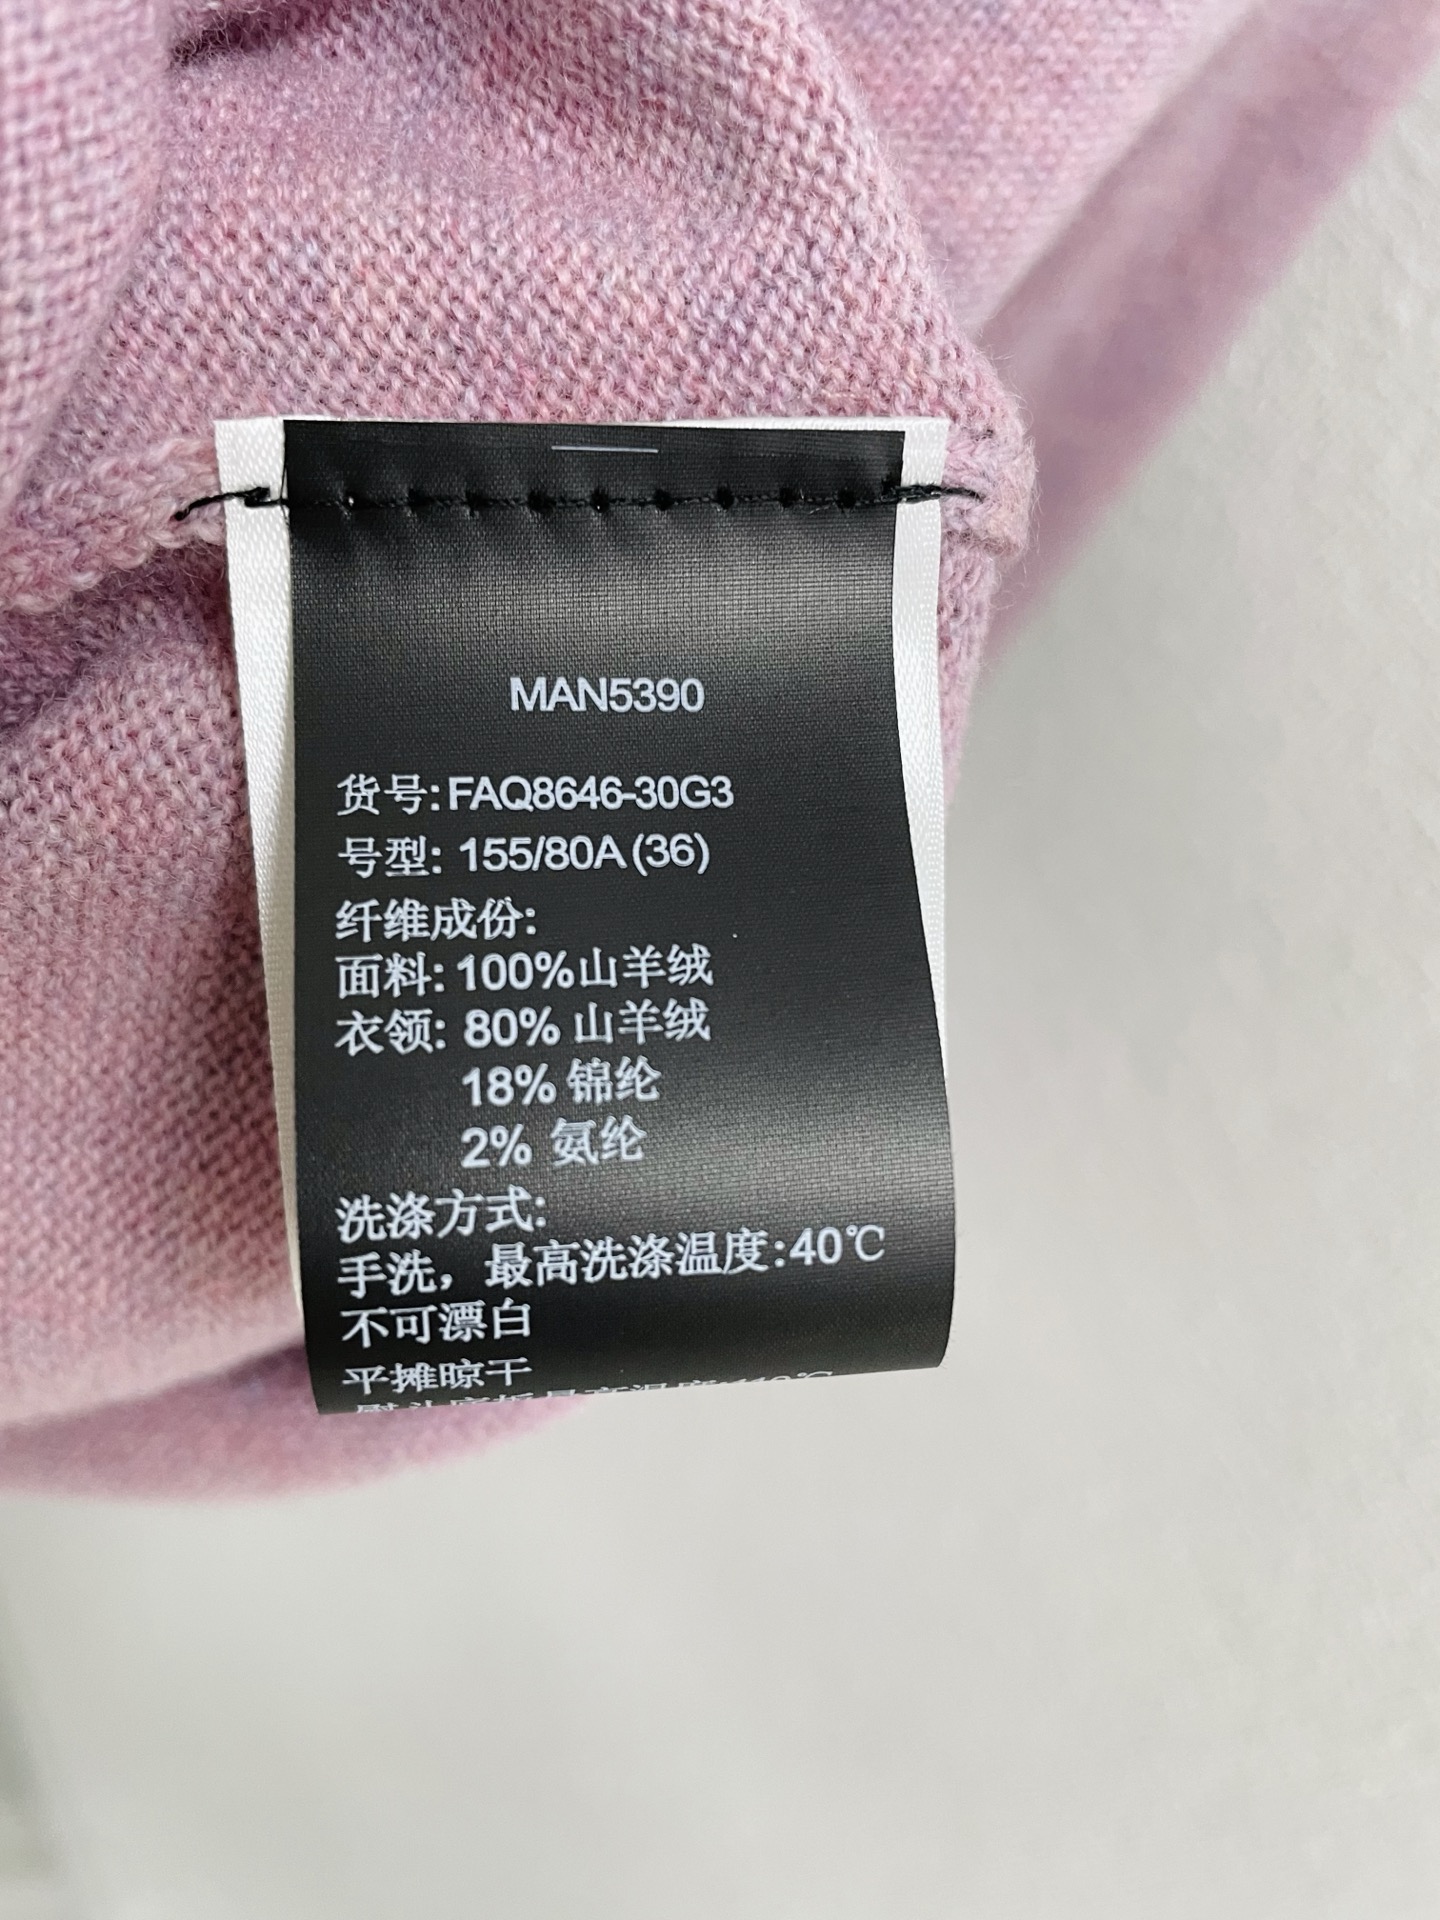 MAN5390
货号:FAQ8646-30G3
号型: 155/80A(36)
纤维成份:
面料: 100%山羊绒
衣领: 80% 山羊绒
18% 锦纶
2% 氨纶
洗涤方式:
手洗，最高洗涤温度:40℃
不可漂白
平摊晾干